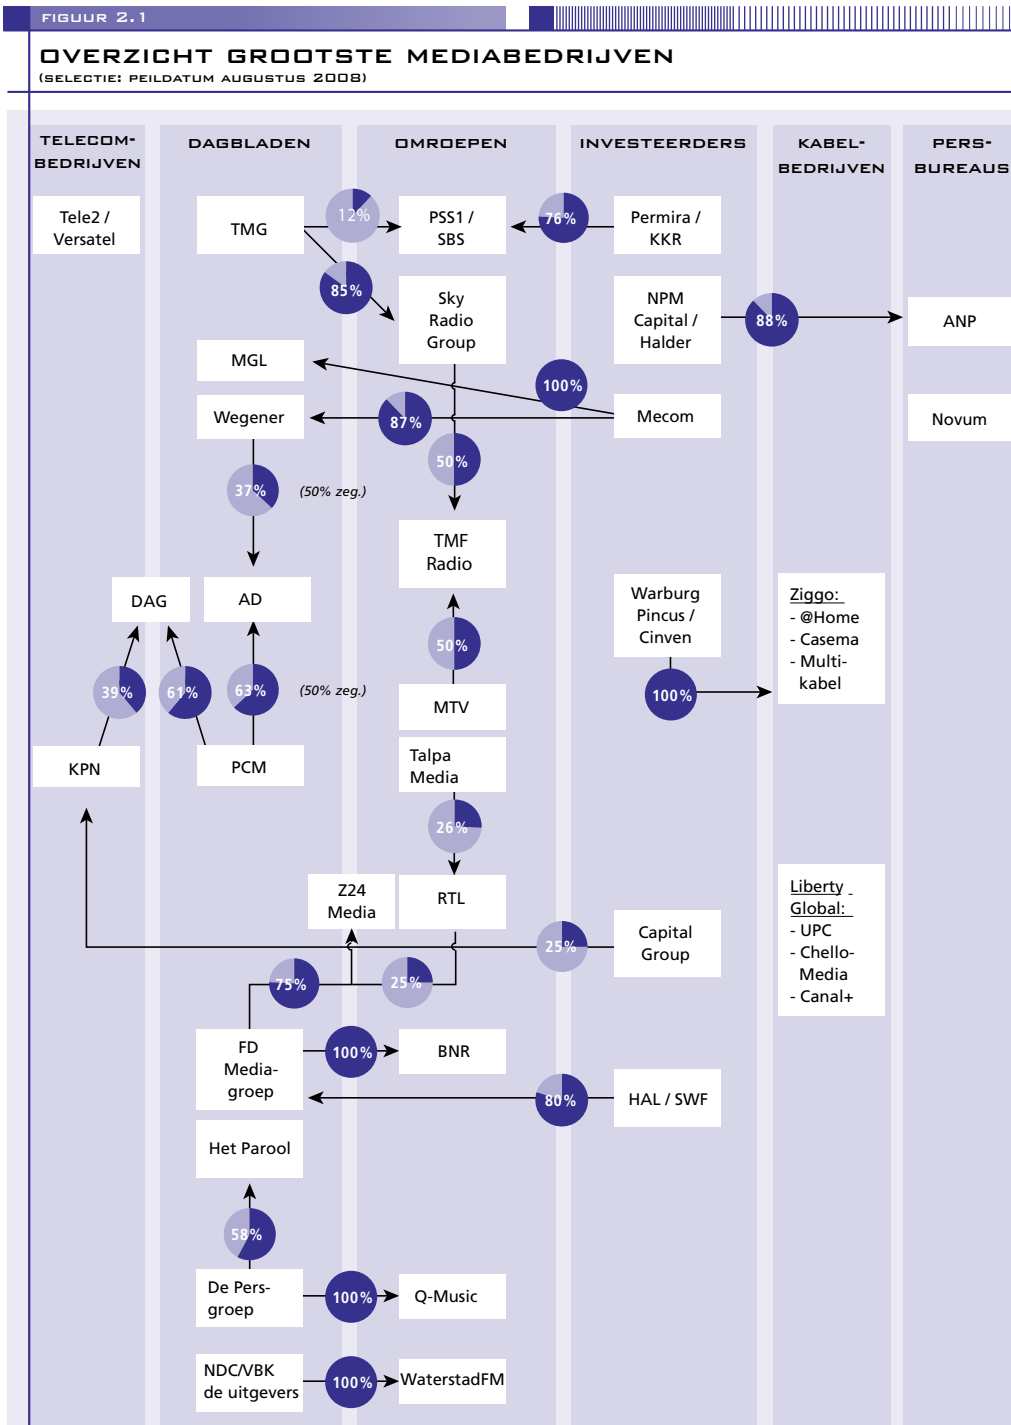 FIGUUR 2.1
OVERZICHT GROOTSTE MEDIABEDRIJVEN
(SELECTIE: PEILDATUM AUGUSTUS 2008)
TELECOM-
BEDRIJVEN
DAGBLADEN
OMROEPEN
INVESTEERDERS
KABEL-
BEDRIJVEN
PERS-
BUREAUS
Tele2 /
Versatel
TMG
12%
PSS1 /
SBS
76%
Permira /
KKR
85%
Sky
Radio
Group
NPM
Capital /
Halder
88%
ANP
MGL
100%
Wegener
87%
Mecom
Novum
50%
37%
(50% zeg.)
TMF
Radio
DAG
AD
Warburg
Pincus /
Cinven
Ziggo:
- @Home
- Casema
- Multi-
kabel
50%
39%
61%
63%
(50% zeg.)
100%
MTV
KPN
PCM
Talpa
Media
26%
Z24
Media
RTL
Liberty
Global:
- UPC
- Chello-
Media
- Canal+
25%
Capital
Group
75%
25%
FD
Media-
groep
100%
BNR
80%
HAL / SWF
Het Parool
58%
De Pers-
groep
100%
Q-Music
NDC/VBK
de uitgevers
100%
WaterstadFM